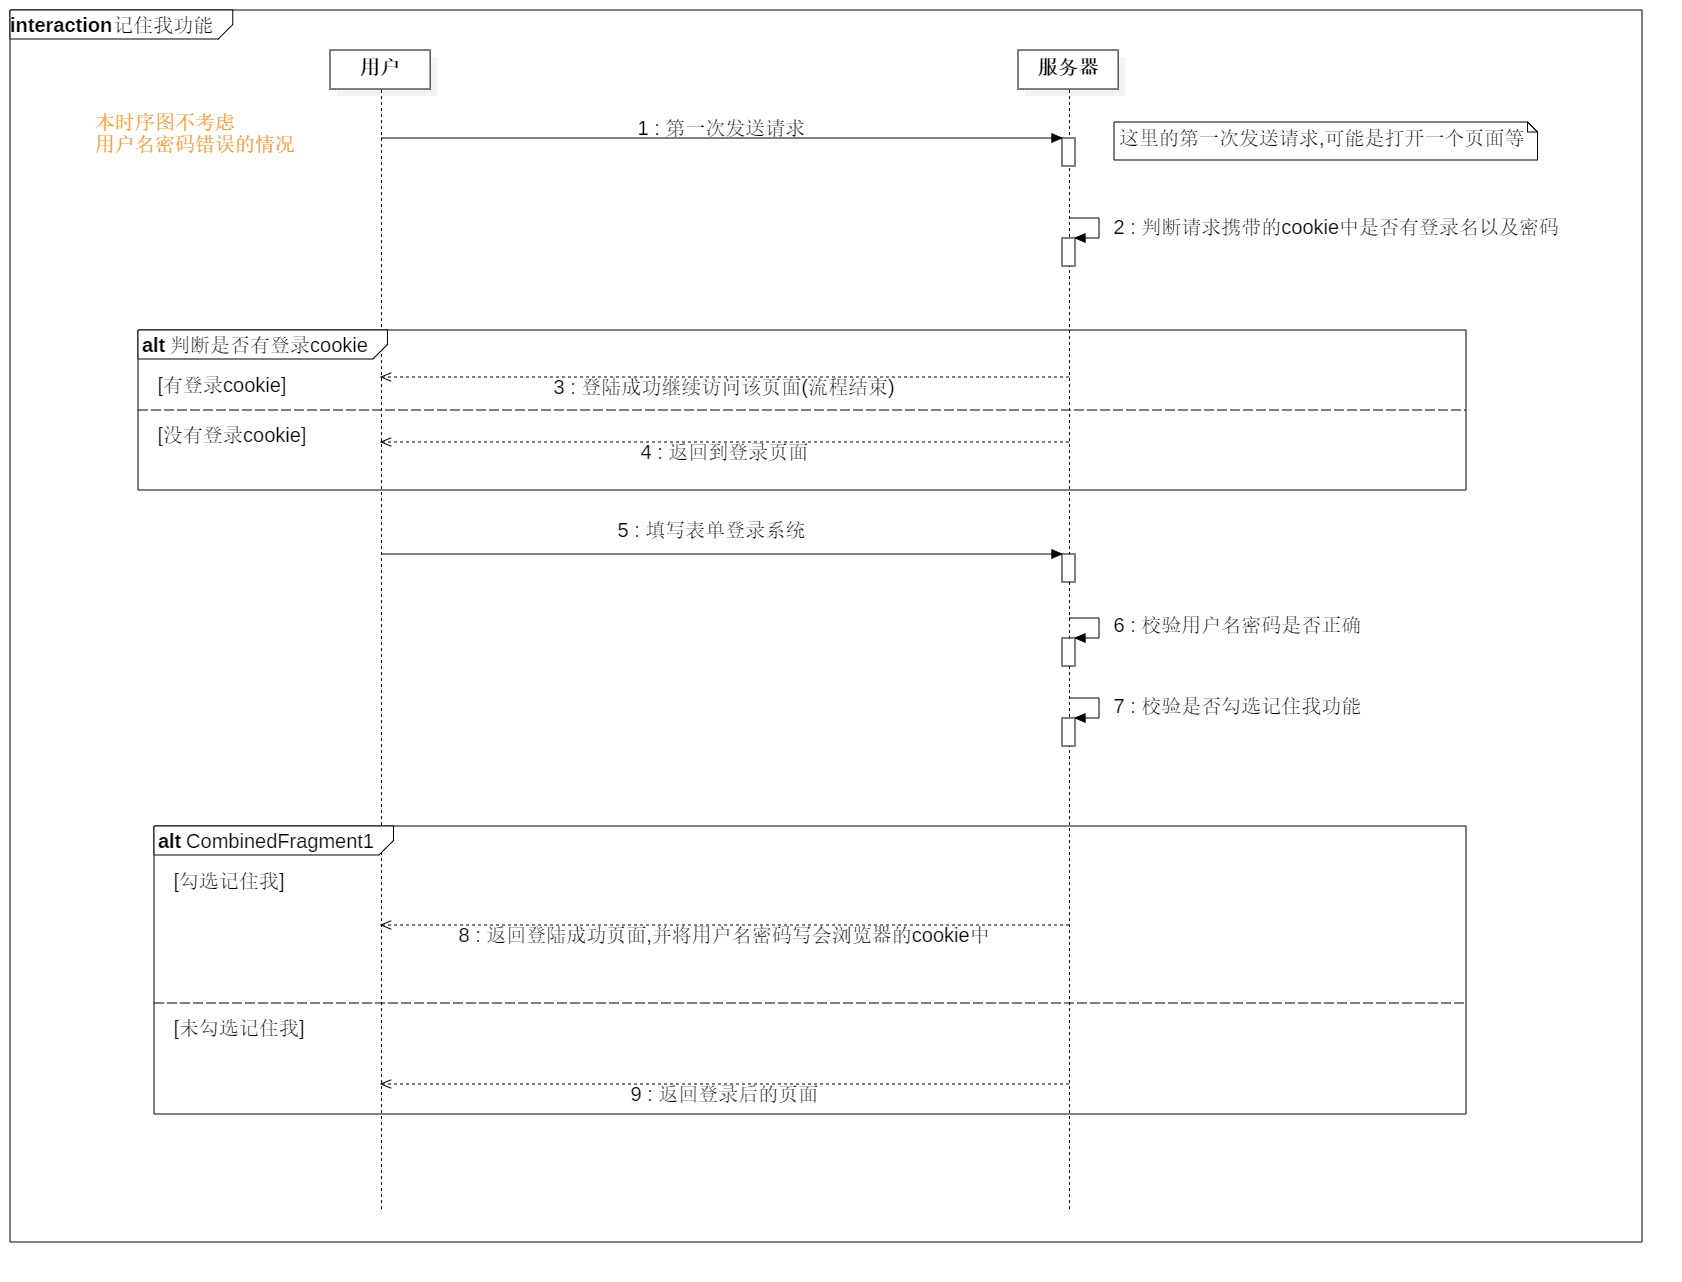 interaction 记住我功能
用户
服务器
本时序图不考虑
用户名密码错误的情况
1 : 第一次发送请求
这里的第一次发送请求,可能是打开一个页面等
2 : 判断请求携带的cookie中是否有登录名以及密码
alt 判断是否有登录cookie
[有登录cookie]
3 : 登陆成功继续访问该页面(流程结束)
[没有登录cookie]
4 : 返回到登录页面
5 : 填写表单登录系统
6 : 校验用户名密码是否正确
7 : 校验是否勾选记住我功能
alt CombinedFragment1
[勾选记住我]
8 : 返回登陆成功页面,并将用户名密码写会浏览器的cookie中
[未勾选记住我]
9 : 返回登录后的页面